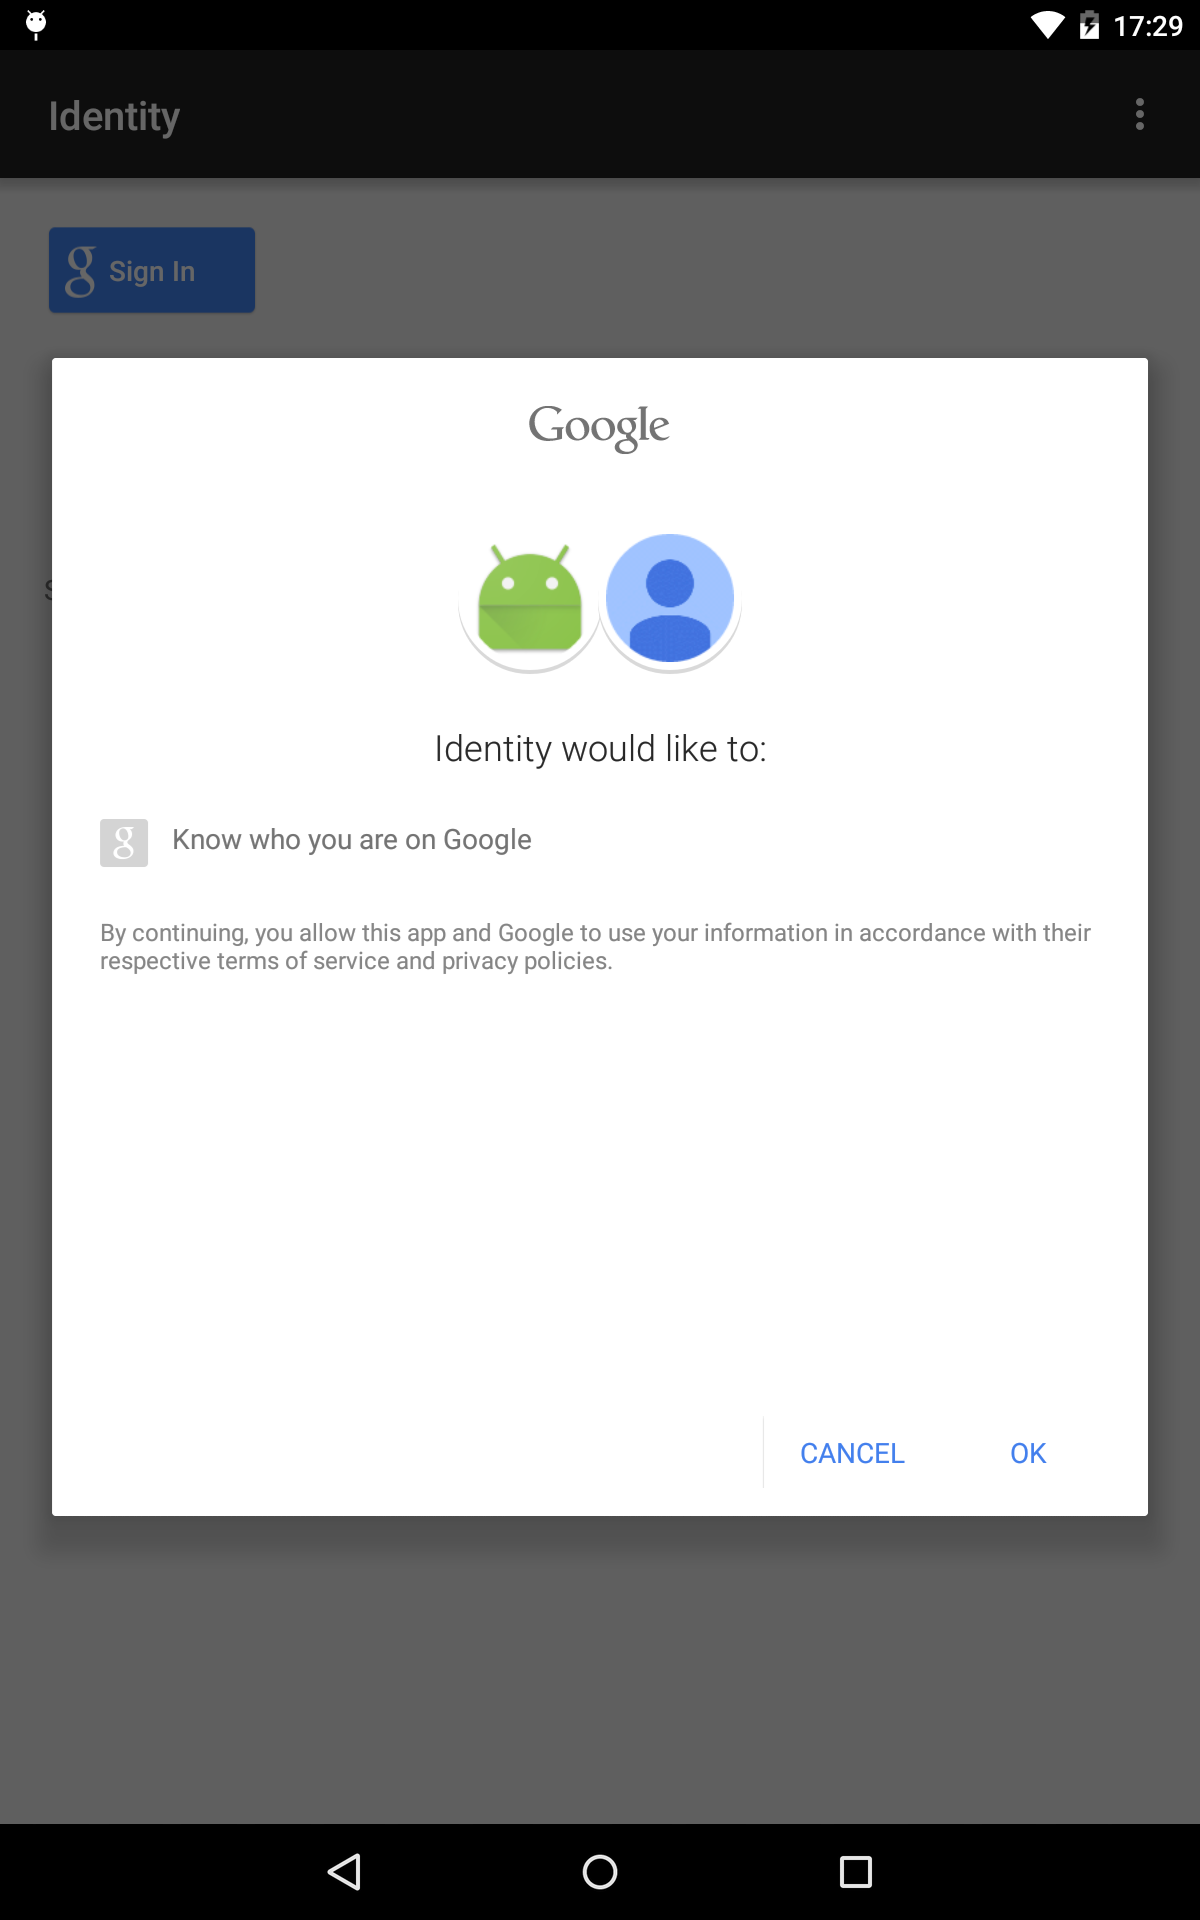 17:29
Identity
g Sign In
Google
Identity would like to:
g Know who you are on Google
By continuing, you allow this app and Google to use your information in accordance with their
respective terms of service and privacy policies.
CANCEL OK